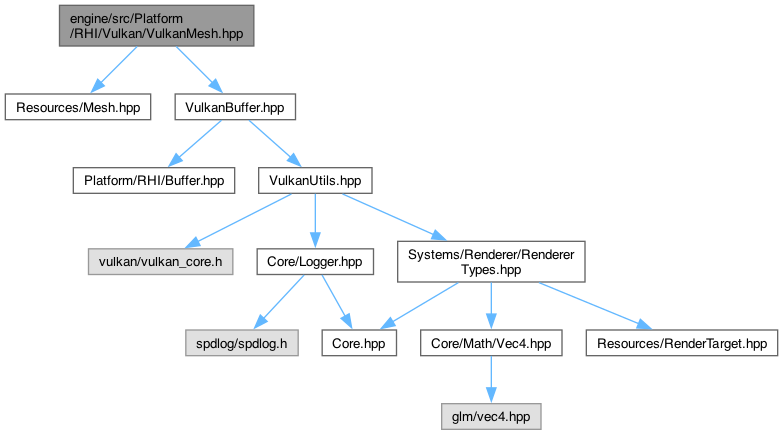 engine/src/Platform
/RHI/Vulkan/VulkanMesh.hpp
Resources/Mesh.hpp
VulkanBuffer.hpp
Platform/RHI/Buffer.hpp
VulkanUtils.hpp
vulkan/vulkan_core.h
Core/Logger.hpp
Systems/Renderer/Renderer
Types.hpp
spdlog/spdlog.h
Core.hpp
Core/Math/Vec4.hpp
Resources/RenderTarget.hpp
glm/vec4.hpp